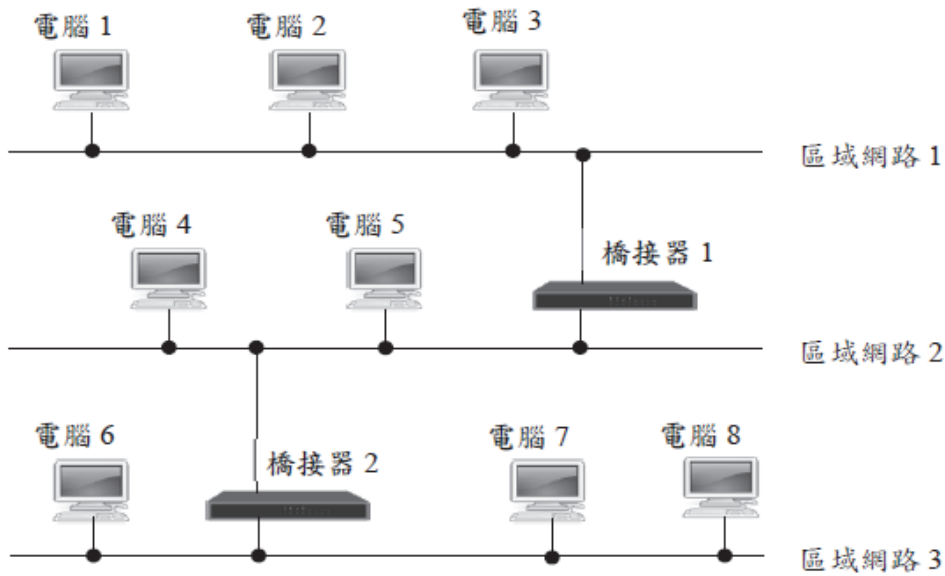 電腦 1
電腦 2
電腦 3
區域網路 1
電腦 4
電腦 5
橋接器 1
區域網路 2
電腦 6
橋接器 2
電腦 7
電腦 8
區域網路 3